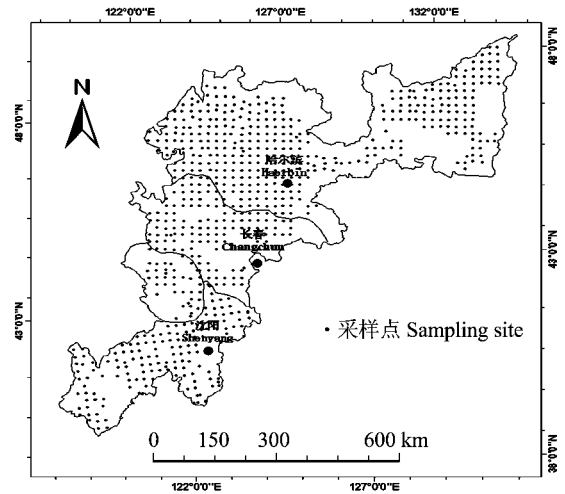 122°0'0"E 127°0'0"E 132°0'0"E
N
48°0'0"N
48°0'0"N
哈尔滨
Haerbin
长春
Changchun
43°0'0"N
43°0'0"N
沈阳
Shenyang
采样点 Sampling site
0 150 300 600 km
38°0'0"N
122°0'0"E 127°0'0"E